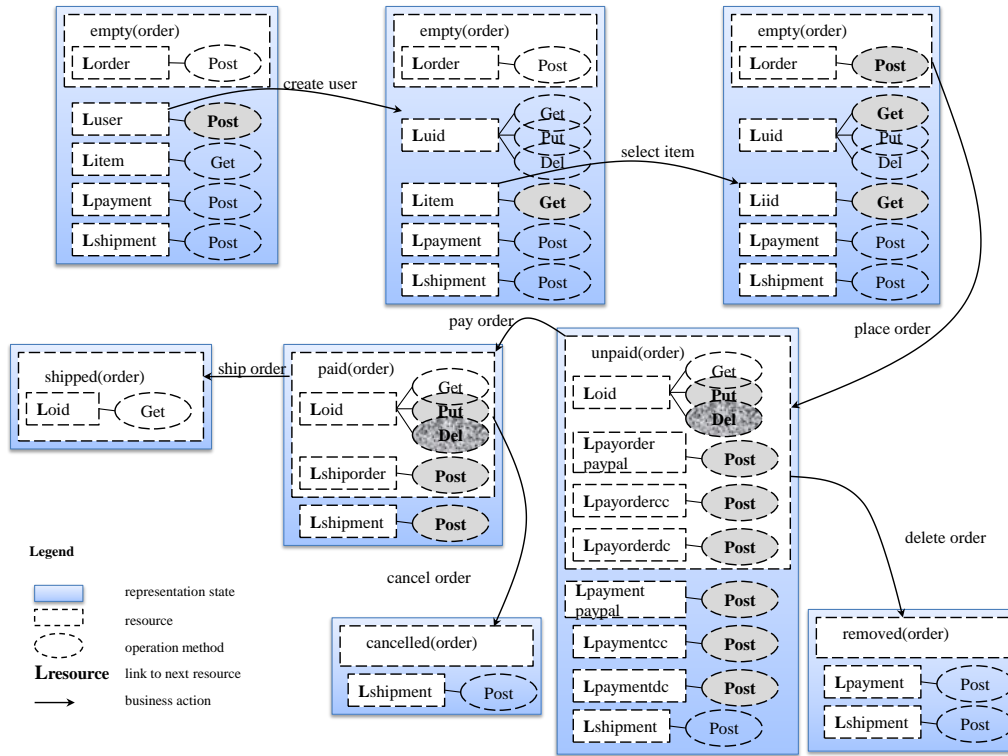 empty(order)
Lorder
Post
Luser
Post
Litem
Get
Lpayment
Post
Lshipment
Post
create user
empty(order)
Lorder
Post
Luid
Get
Put
Del
Litem
Get
Lpayment
Post
Lshipment
Post
select item
empty(order)
Lorder
Post
Luid
Get
Put
Del
Liid
Get
Lpayment
Post
Lshipment
Post
place order
unpaid(order)
Loid
Get
Put
Del
Lpayorder
paypal
Post
Lpayordercc
Post
Lpayorderdc
Post
Lpayment
paypal
Post
Lpaymentcc
Post
Lpaymentdc
Post
Lshipment
Post
pay order
paid(order)
Loid
Get
Put
Del
Lshiporder
Post
Lshipment
Post
ship order
shipped(order)
Loid
Get
cancel order
cancelled(order)
Lshipment
Post
delete order
removed(order)
Lpayment
Post
Lshipment
Post
Legend
representation state
resource
operation method
Lresource
link to next resource
business action